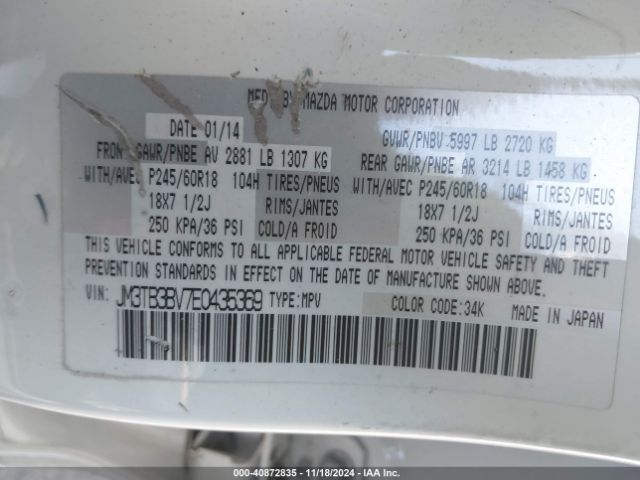 MFD BY MAZDA MOTOR CORPORATION
DATE 01/14 GVWR/PNBV 5997 LB 2720 KG
FRONT GAWR/PNBE AV 2881 LB 1307 KG REAR GAWR/PNBE AR 3214 LB 1458 KG
WITH/AVEC P245/60R18 104H TIRES/PNEUS WITH/AVEC P245/60R18 104H TIRES/PNEUS
18X7 1/2J RIMS/JANTES 18X7 1/2J RIMS/JANTES
250 KPA/36 PSI COLD/A FROID 250 KPA/36 PSI COLD/A FROID
THIS VEHICLE CONFORMS TO ALL APPLICABLE FEDERAL MOTOR VEHICLE SAFETY AND THEFT
PREVENTION STANDARDS IN EFFECT ON THE DATE OF MANUFACTURE SHOWN ABOVE.
VIN: JM3TB3BV7E0435369 TYPE:MPV COLOR CODE:34K MADE IN JAPAN
000-40872835 - 11/18/2024 - IAA Inc.